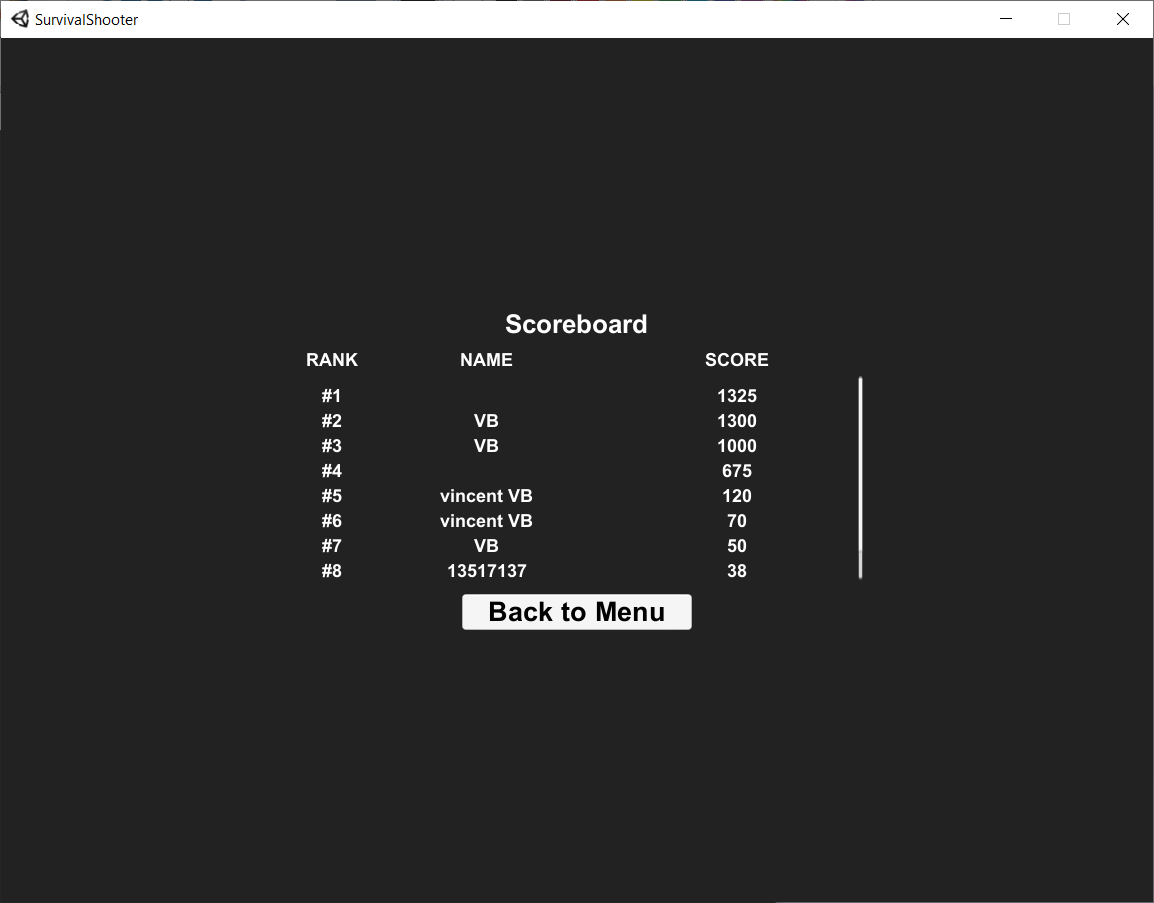 SurvivalShooter
Scoreboard
RANK NAME SCORE
#1 1325
#2 VB 1300
#3 VB 1000
#4 675
#5 vincent VB 120
#6 vincent VB 70
#7 VB 50
#8 13517137 38
Back to Menu